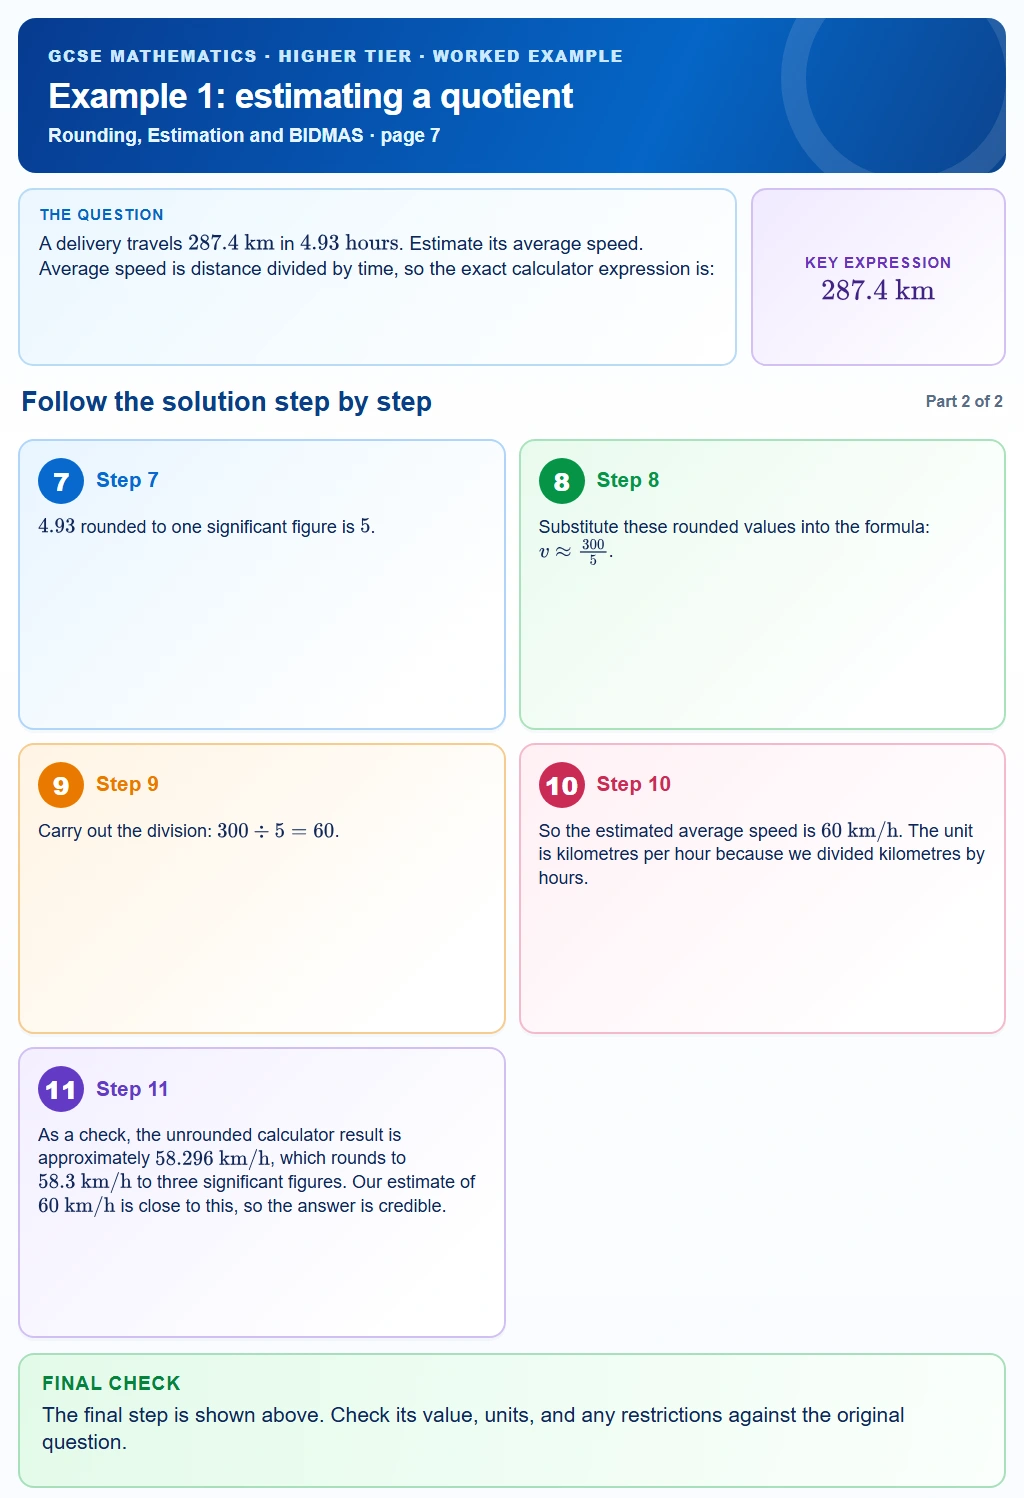 GCSE MATHEMATICS · HIGHER TIER · WORKED EXAMPLE
Example 1: estimating a quotient
Rounding, Estimation and BIDMAS · page 7
THE QUESTION
A delivery travels 287.4 km in 4.93 hours. Estimate its average speed.
Average speed is distance divided by time, so the exact calculator expression is:
KEY EXPRESSION
287.4 km
Follow the solution step by step
Part 2 of 2
7 Step 7
4.93 rounded to one significant figure is 5.
8 Step 8
Substitute these rounded values into the formula:
v ≈ 300/5.
9 Step 9
Carry out the division: 300 ÷ 5 = 60.
10 Step 10
So the estimated average speed is 60 km/h. The unit
is kilometres per hour because we divided kilometres by
hours.
11 Step 11
As a check, the unrounded calculator result is
approximately 58.296 km/h, which rounds to
58.3 km/h to three significant figures. Our estimate of
60 km/h is close to this, so the answer is credible.
FINAL CHECK
The final step is shown above. Check its value, units, and any restrictions against the original
question.